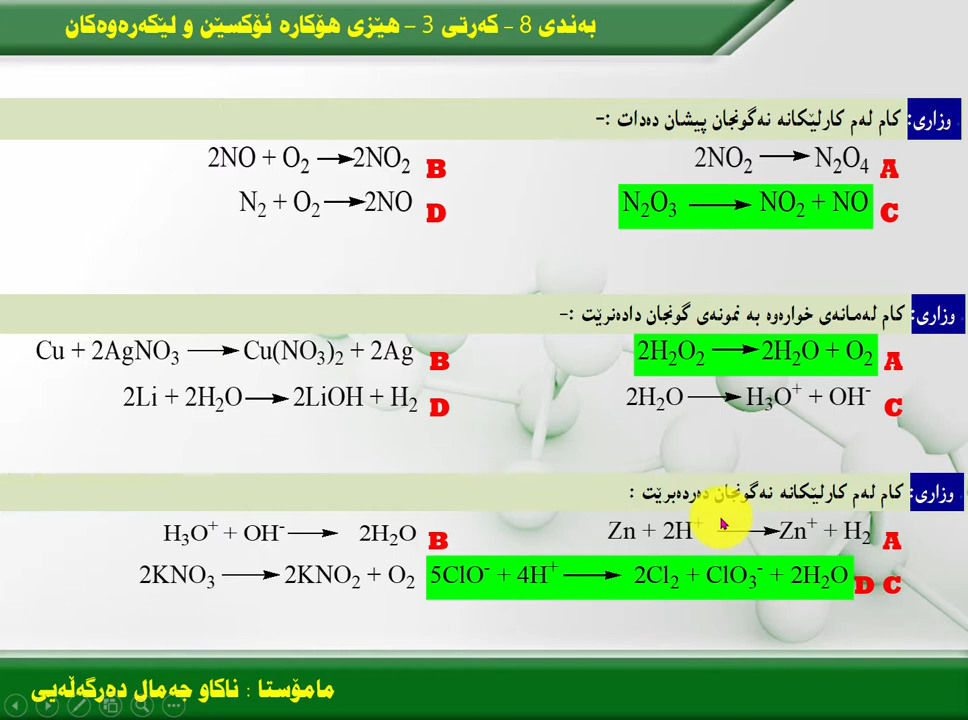 بەندی 8 - کەرتی 3 - هێزی هۆکارە ئۆکسێن و لێکەرەوەکان
وزاری: کام لەم کارلێکانە نەگونجان پیشان دەدات :-
A 2NO₂ ⟶ N₂O₄
B 2NO + O₂ ⟶ 2NO₂
C N₂O₃ ⟶ NO₂ + NO
D N₂ + O₂ ⟶ 2NO
وزاری: کام لەمانەی خوارەوە بە نمونەی گونجان دادەنرێت :-
A 2H₂O₂ ⟶ 2H₂O + O₂
B Cu + 2AgNO₃ ⟶ Cu(NO₃)₂ + 2Ag
C 2H₂O ⟶ H₃O⁺ + OH⁻
D 2Li + 2H₂O ⟶ 2LiOH + H₂
وزاری: کام لەم کارلێکانە نەگونجان دەردەبرێت :
A Zn + 2H⁺ ⟶ Zn⁺ + H₂
B H₃O⁺ + OH⁻ ⟶ 2H₂O
C D 5ClO⁻ + 4H⁺ ⟶ 2Cl₂ + ClO₃⁻ + 2H₂O
2KNO₃ ⟶ 2KNO₂ + O₂
مامۆستا : ناکاو جەمال دەرگەڵەیی